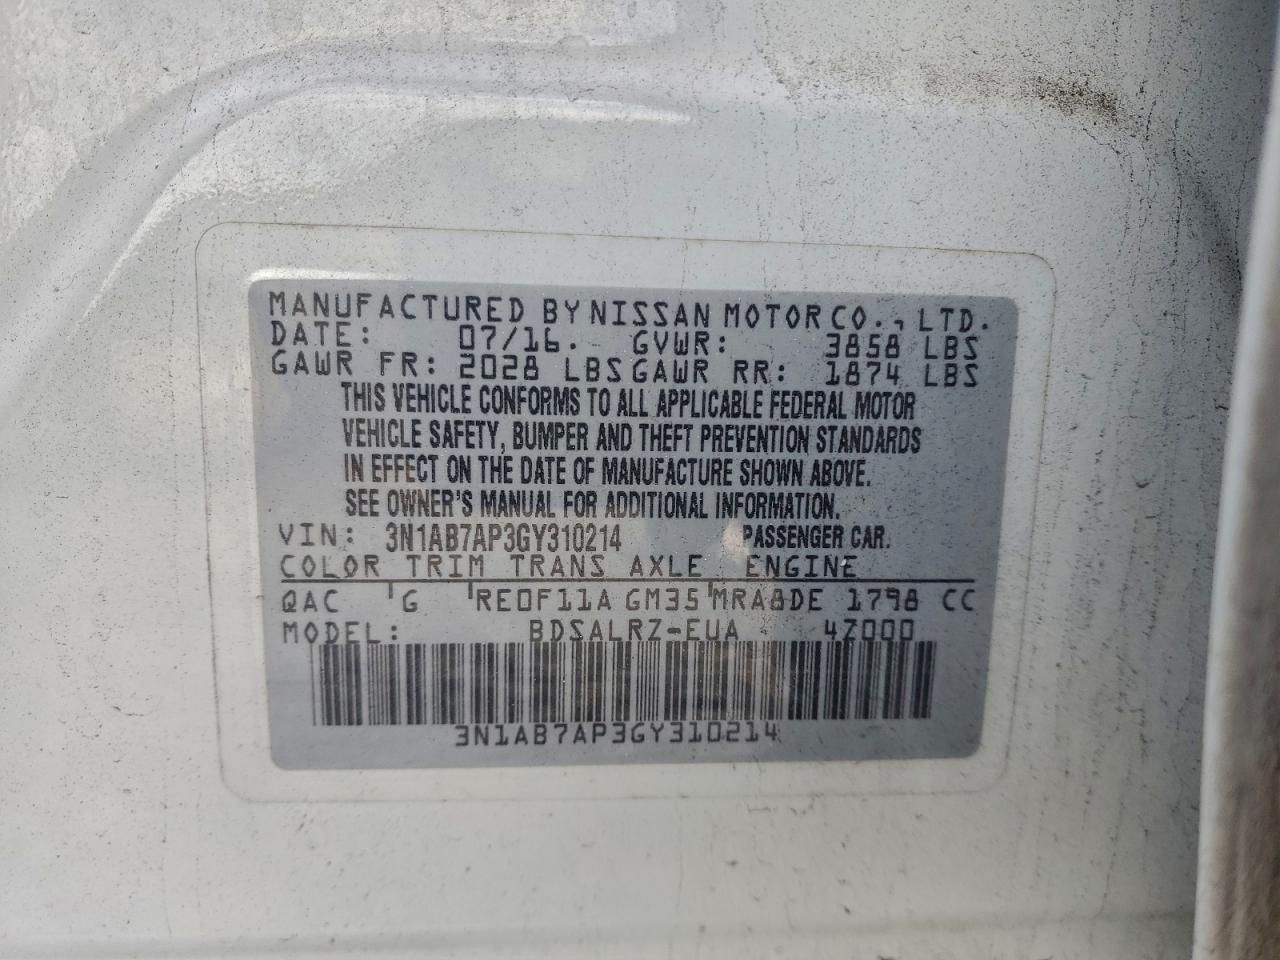 MANUFACTURED BY NISSAN MOTOR CO., LTD.
DATE: 07/16. GVWR: 3858 LBS
GAWR FR: 2028 LBS GAWR RR: 1874 LBS
THIS VEHICLE CONFORMS TO ALL APPLICABLE FEDERAL MOTOR
VEHICLE SAFETY, BUMPER AND THEFT PREVENTION STANDARDS
IN EFFECT ON THE DATE OF MANUFACTURE SHOWN ABOVE.
SEE OWNER'S MANUAL FOR ADDITIONAL INFORMATION.
VIN: 3N1AB7AP3GY310214 PASSENGER CAR.
COLOR TRIM TRANS AXLE ENGINE
QAC G RE0F11A GM35 MRA8DE 1798 CC
MODEL: BDSALRZ-EUA 4Z000
3N1AB7AP3GY310214